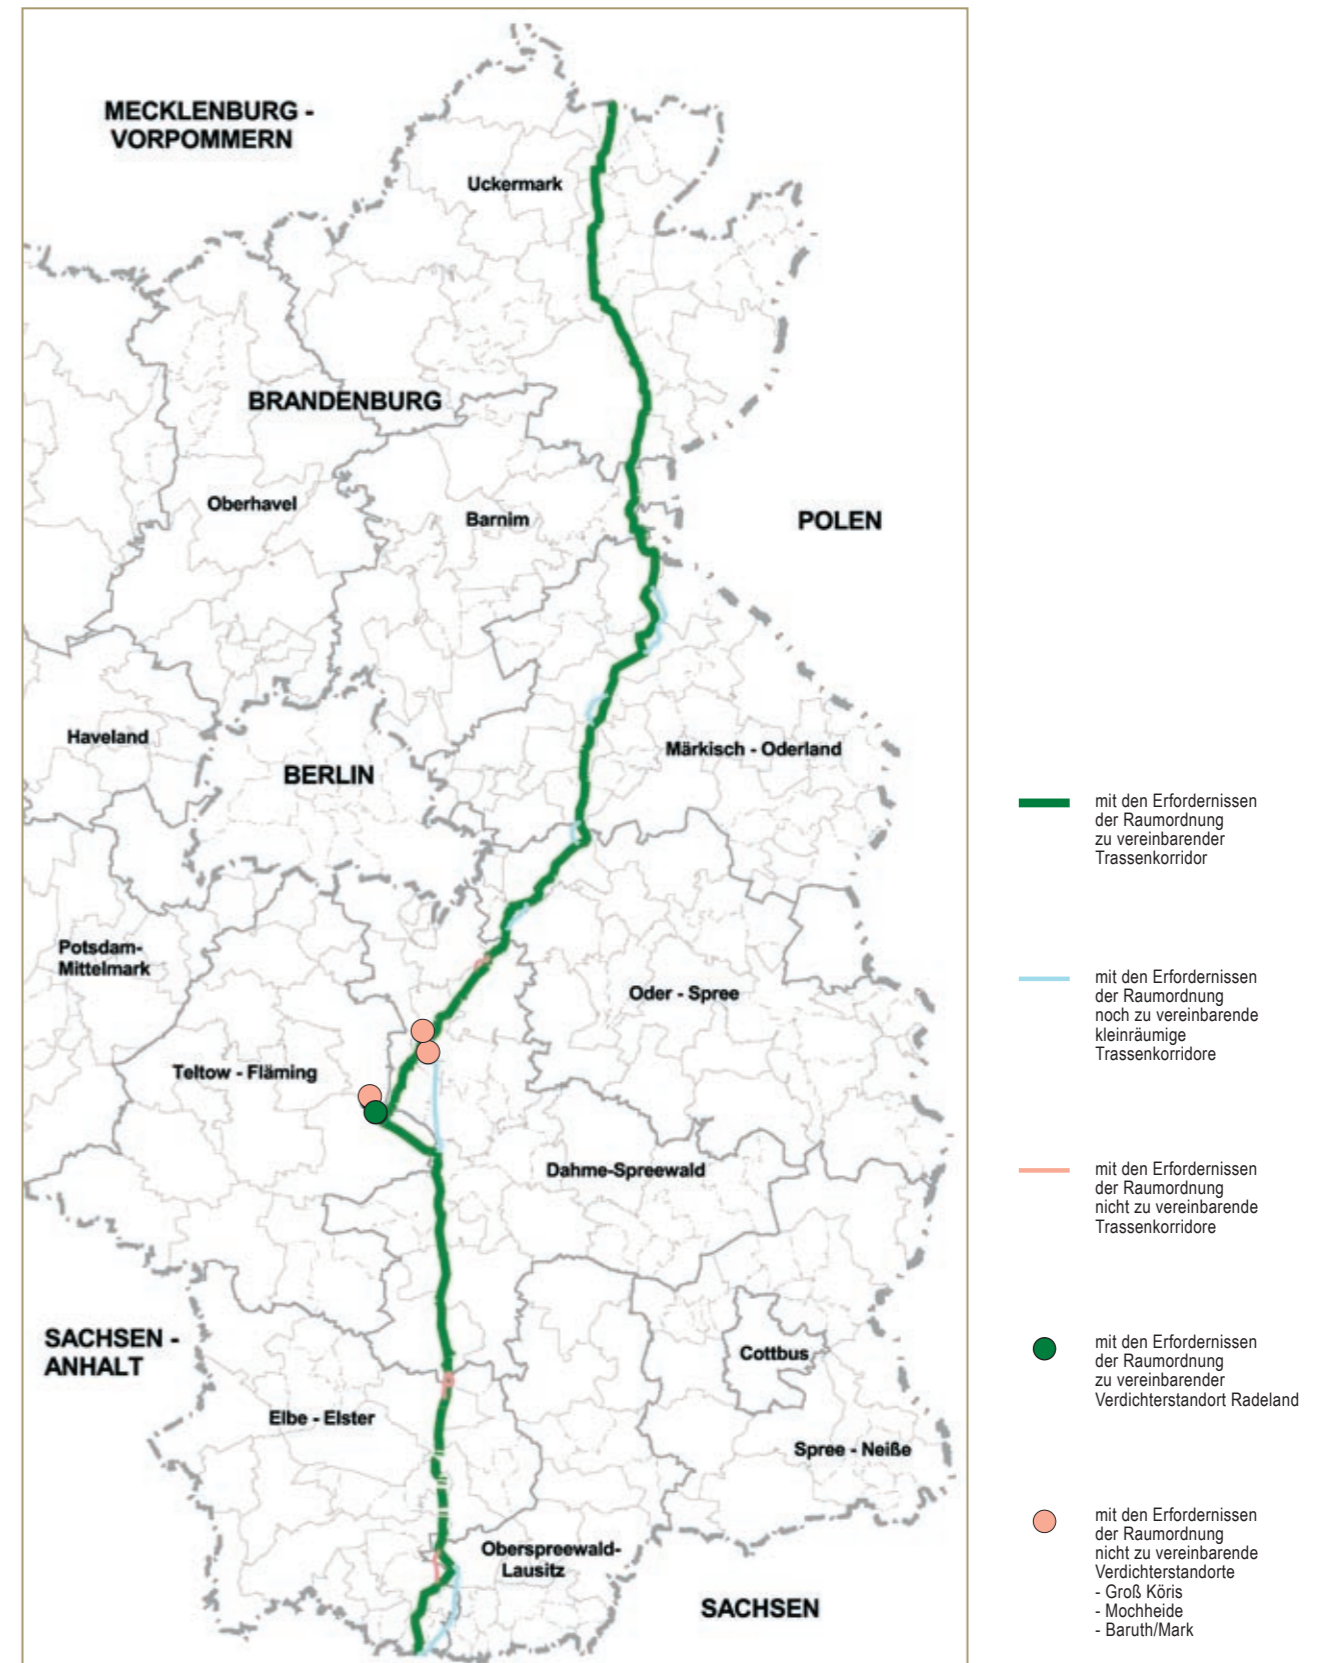 MECKLENBURG -
VORPOMMERN
Uckermark
BRANDENBURG
Oberhavel
Barnim
POLEN
Haveland
BERLIN
Märkisch - Oderland
Potsdam-
Mittelmark
Oder - Spree
Teltow - Fläming
Dahme-Spreewald
SACHSEN -
ANHALT
Cottbus
Elbe - Elster
Spree - Neiße
Oberspreewald-
Lausitz
SACHSEN
mit den Erfordernissen
der Raumordnung
zu vereinbarender
Trassenkorridor
mit den Erfordernissen
der Raumordnung
noch zu vereinbarende
kleinräumige
Trassenkorridore
mit den Erfordernissen
der Raumordnung
nicht zu vereinbarende
Trassenkorridore
mit den Erfordernissen
der Raumordnung
zu vereinbarender
Verdichterstandort Radeland
mit den Erfordernissen
der Raumordnung
nicht zu vereinbarende
Verdichterstandorte
- Groß Köris
- Mochheide
- Baruth/Mark